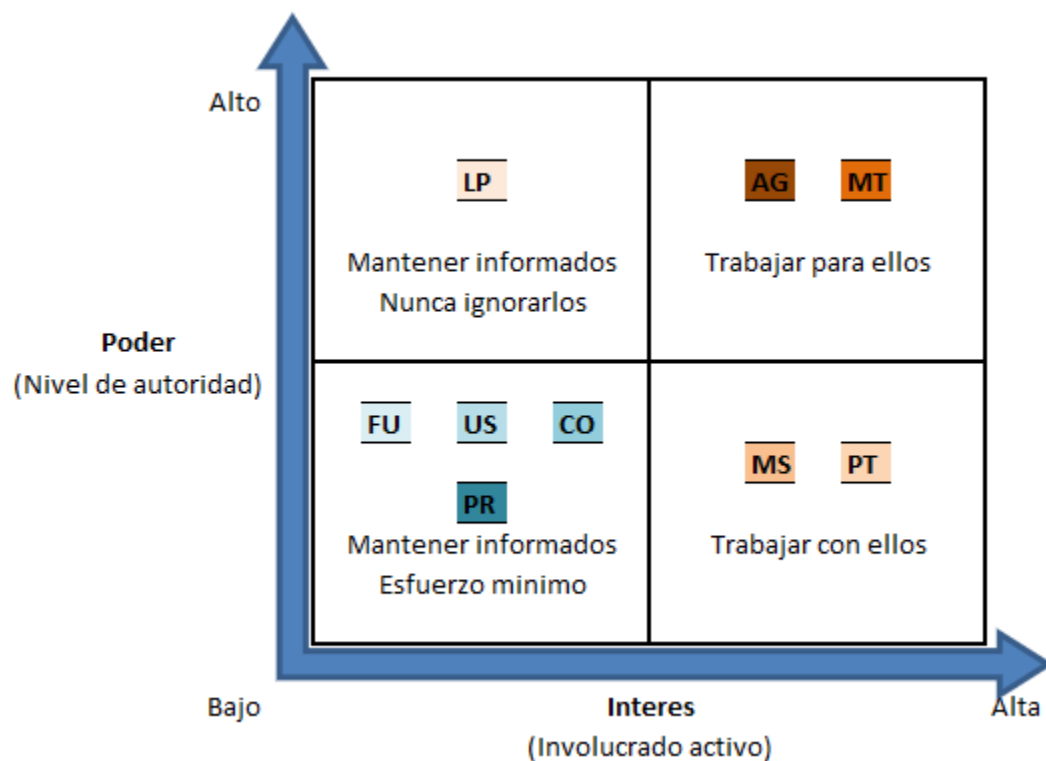 Alto
LP
AG MT
Mantener informados
Nunca ignorarlos
Trabajar para ellos
Poder
(Nivel de autoridad)
FU US CO
PR
Mantener informados
Esfuerzo minimo
MS PT
Trabajar con ellos
Bajo
Interes
(Involucrado activo)
Alta